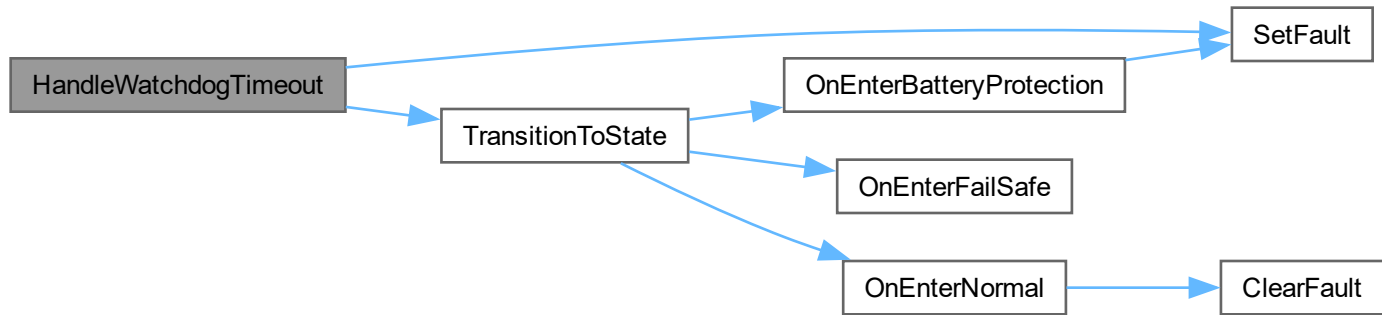 HandleWatchdogTimeout
TransitionToState
OnEnterBatteryProtection
SetFault
OnEnterFailSafe
OnEnterNormal
ClearFault